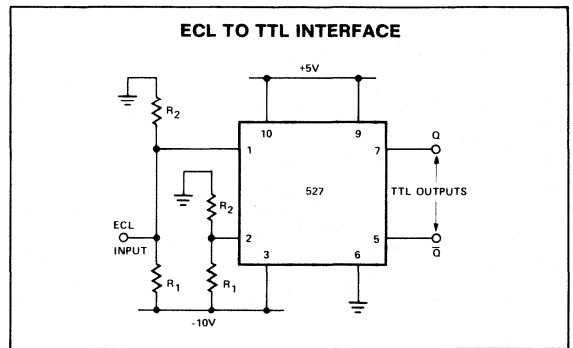 ECL TO TTL INTERFACE
+5V
R2
10
9
1
7
Q
527
TTL OUTPUTS
R2
ECL
INPUT
2
5
Q̅
3
6
R1
R1
-10V